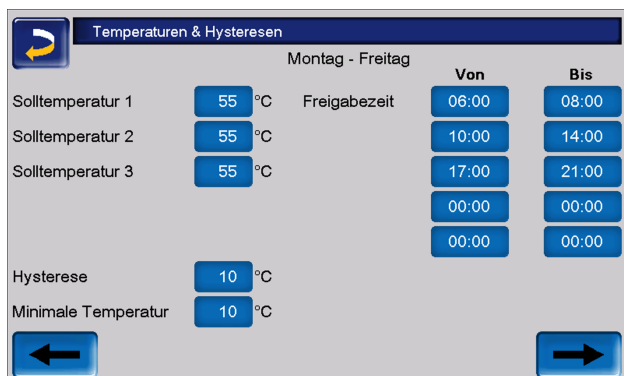 Temperaturen & Hysteresen
Montag - Freitag
Von Bis
Solltemperatur 1 55 °C Freigabezeit 06:00 08:00
Solltemperatur 2 55 °C 10:00 14:00
Solltemperatur 3 55 °C 17:00 21:00
00:00 00:00
00:00 00:00
Hysterese 10 °C
Minimale Temperatur 10 °C